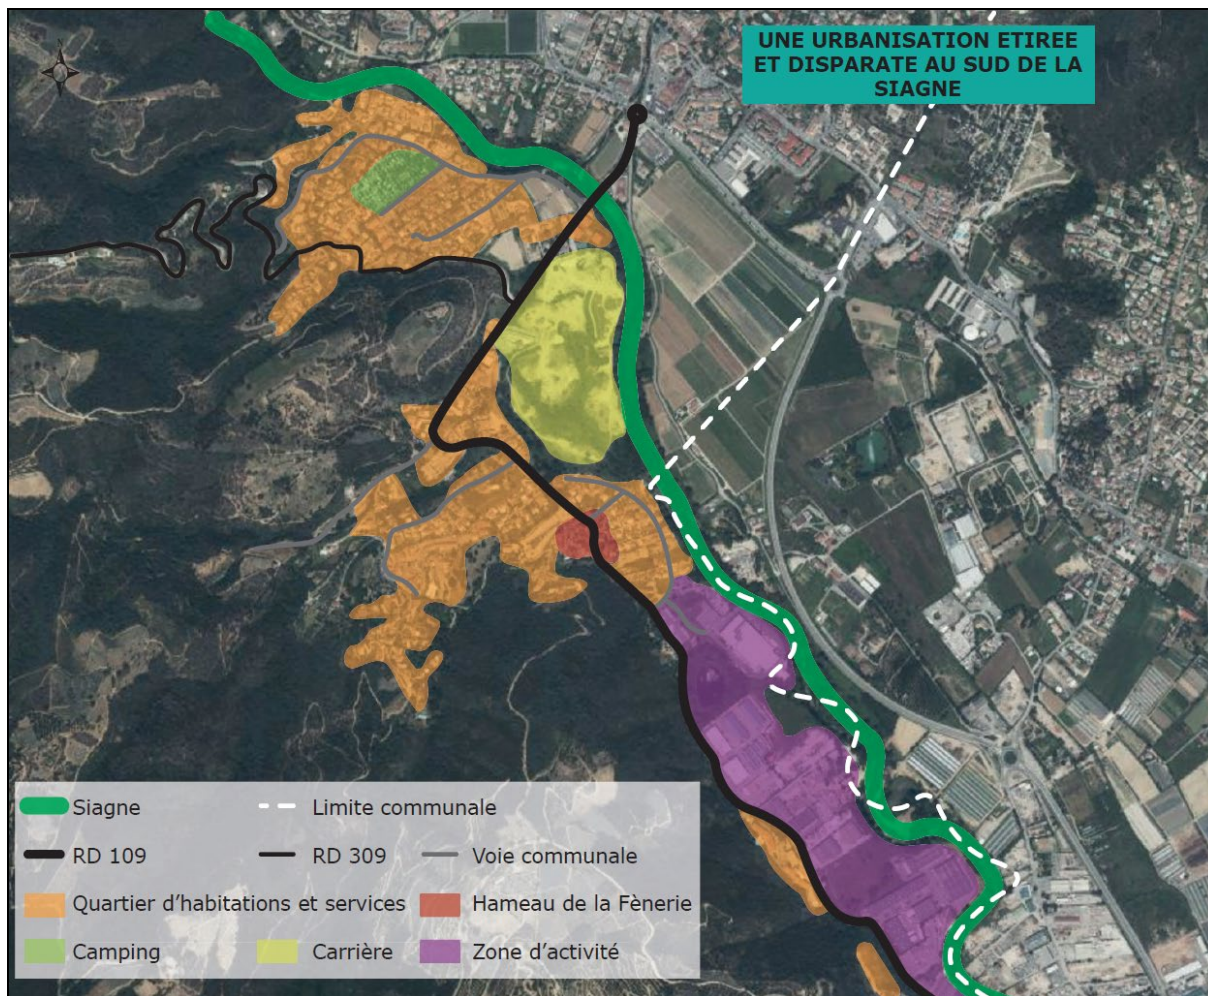 UNE URBANISATION ETIREE
ET DISPARATE AU SUD DE LA
SIAGNE
Siagne
Limite communale
RD 109
RD 309
Voie communale
Quartier d'habitations et services
Hameau de la Fènerie
Camping
Carrière
Zone d'activité